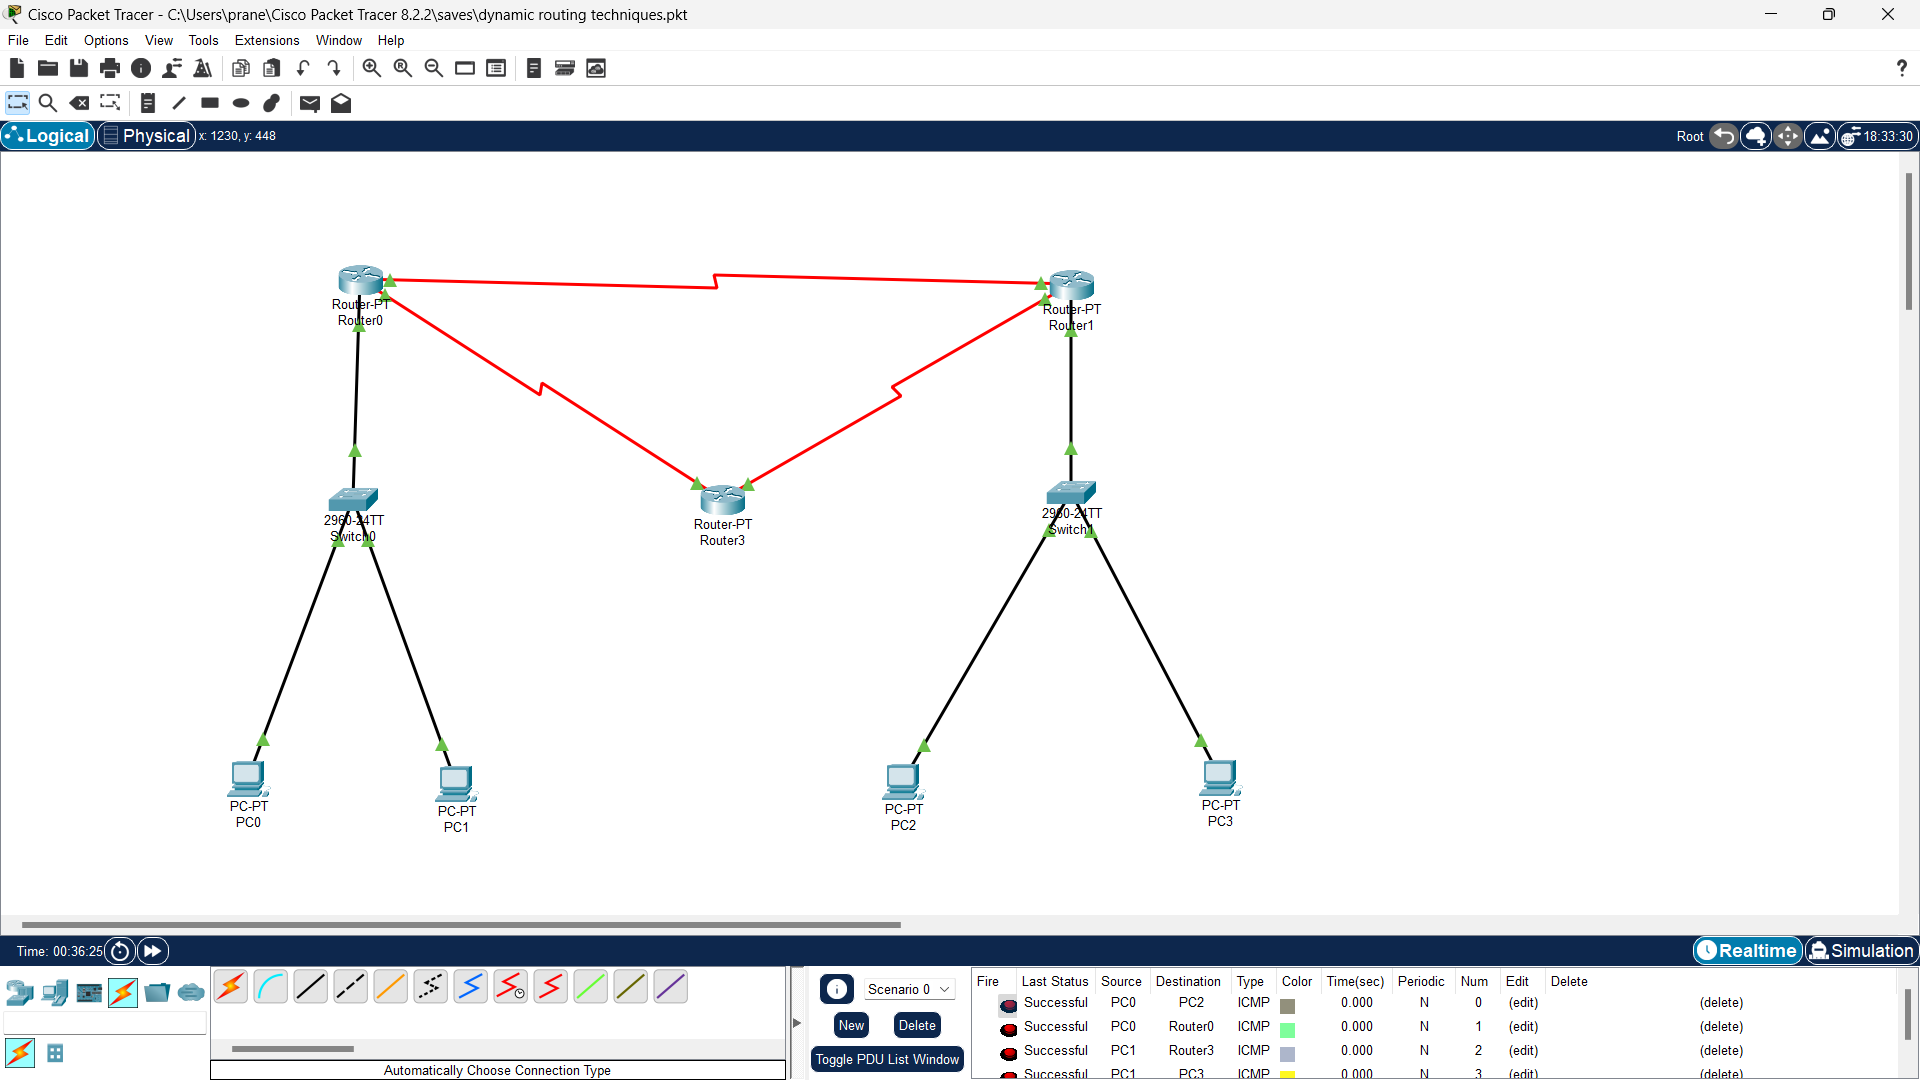 Cisco Packet Tracer - C:\Users\prane\Cisco Packet Tracer 8.2.2\saves\dynamic routing techniques.pkt
File Edit Options View Tools Extensions Window Help
Logical Physical x: 1230, y: 448 Root 18:33:30
Router-PT
Router0
Router-PT
Router1
2960-24TT
Switch0
Router-PT
Router3
2960-24TT
Switch1
PC-PT
PC0
PC-PT
PC1
PC-PT
PC2
PC-PT
PC3
Time: 00:36:25 Realtime Simulation
Scenario 0
New Delete
Toggle PDU List Window
Automatically Choose Connection Type
Fire Last Status Source Destination Type Color Time(sec) Periodic Num Edit Delete
Successful PC0 PC2 ICMP 0.000 N 0 (edit) (delete)
Successful PC0 Router0 ICMP 0.000 N 1 (edit) (delete)
Successful PC1 Router3 ICMP 0.000 N 2 (edit) (delete)
Successful PC1 PC3 ICMP 0.000 N 3 (edit) (delete)